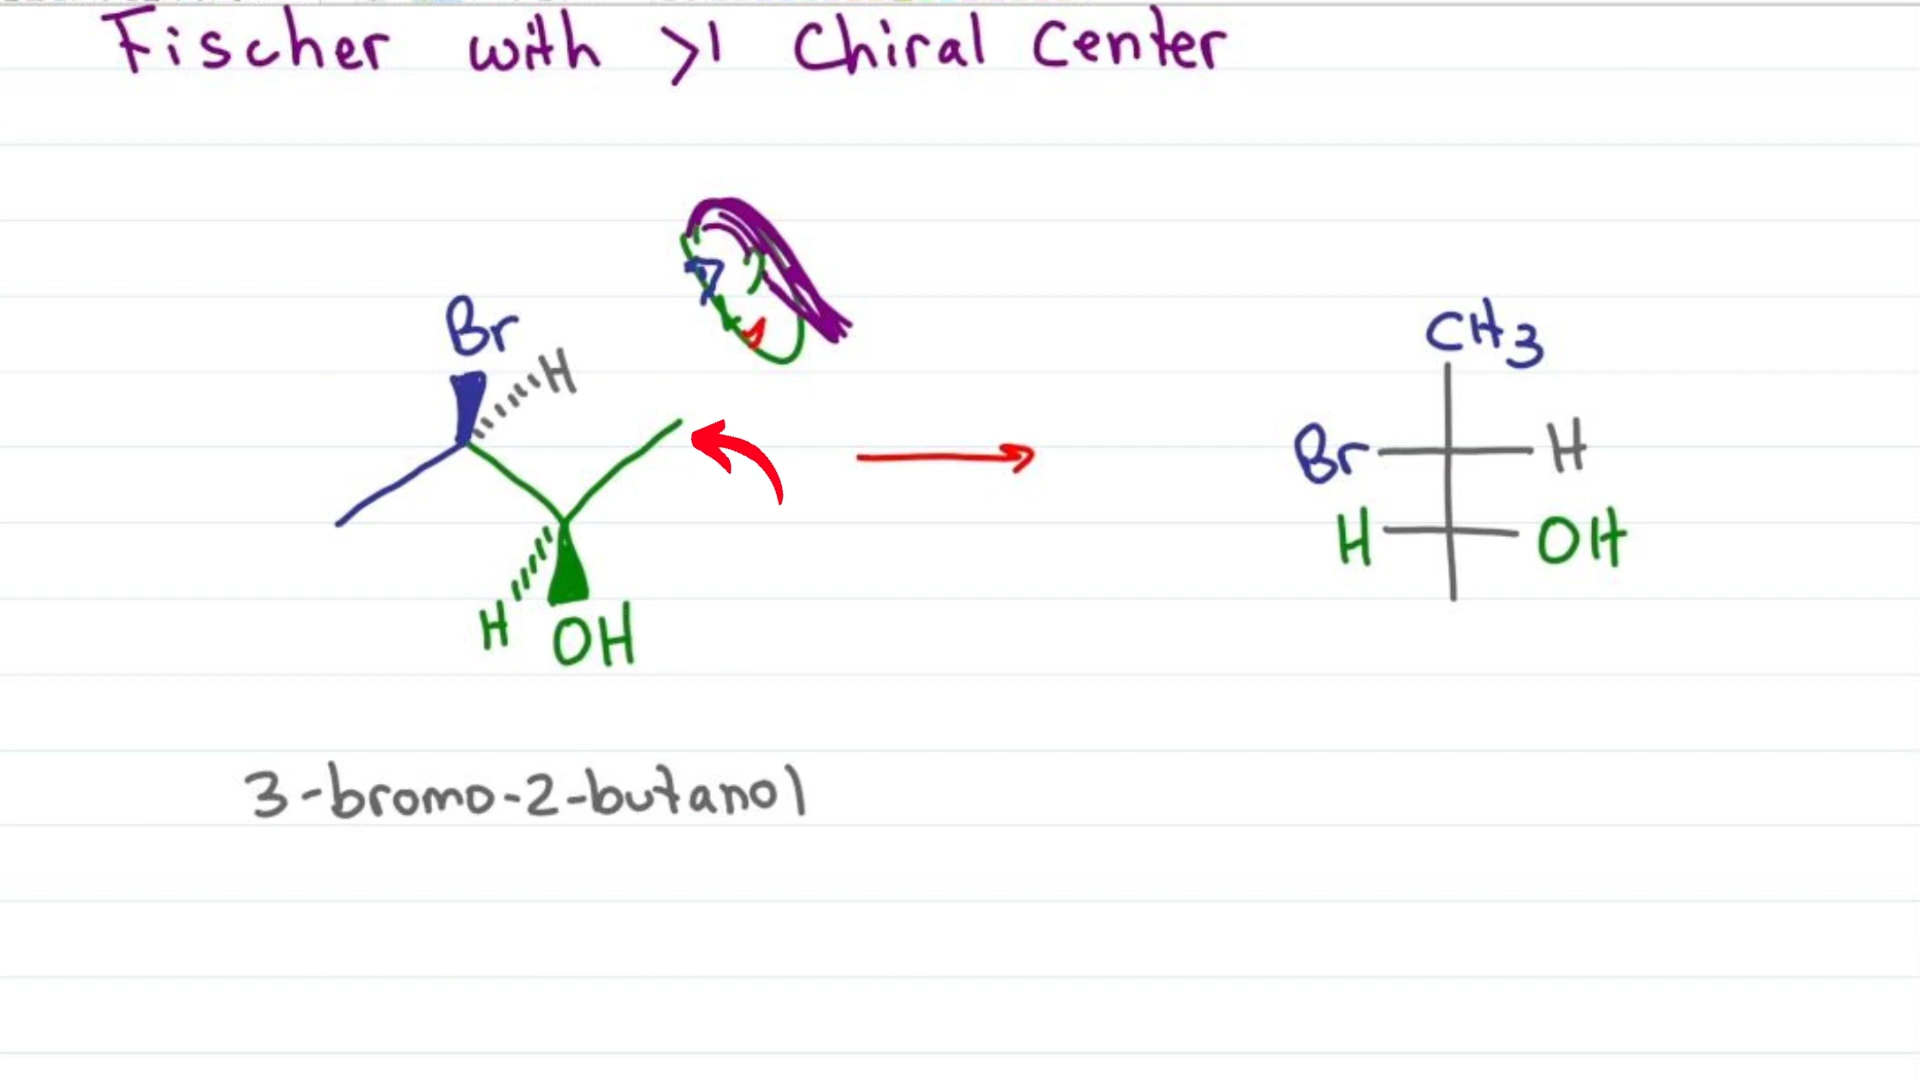 Fischer with >1 Chiral Center
Br
H
H OH
CH3
Br H
H OH
3-bromo-2-butanol